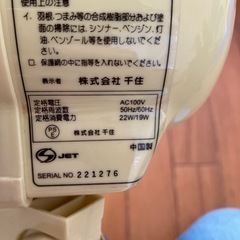 使用上の注意
○ 羽根、つまみ等の合成樹脂部分および塗
面の掃除には、シンナー、ベンジン、灯
油、ベンゾール等を使用しないでくださ
い。
○ 保護網の中に指等を入れないでください。
表示者 株式会社 千住
定格電圧 AC100V
定格周波数 50Hz/60Hz
定格消費電力 22W/19W
PS
E
株式会社 千住
S JET
中国製
SERIAL NO. 221276